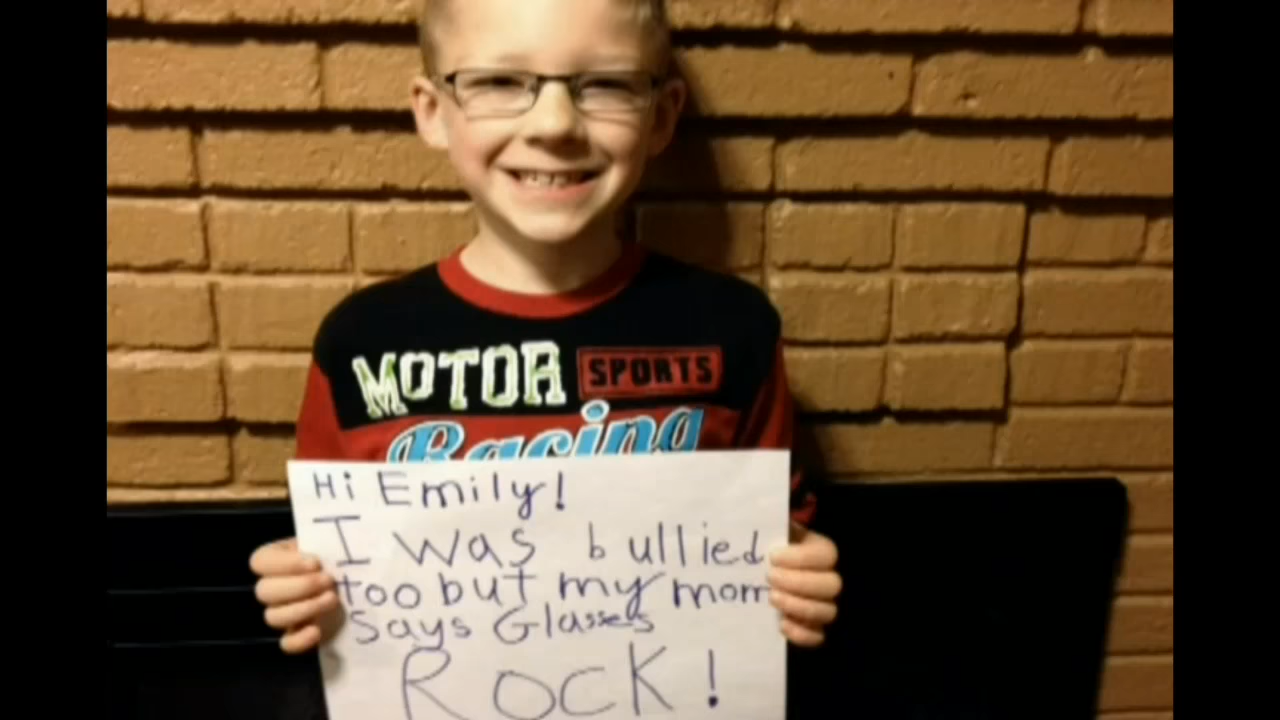 MOTOR SPORTS
Racing
Hi Emily!
I was bullied
too but my mom
Says Glasses
ROCK!